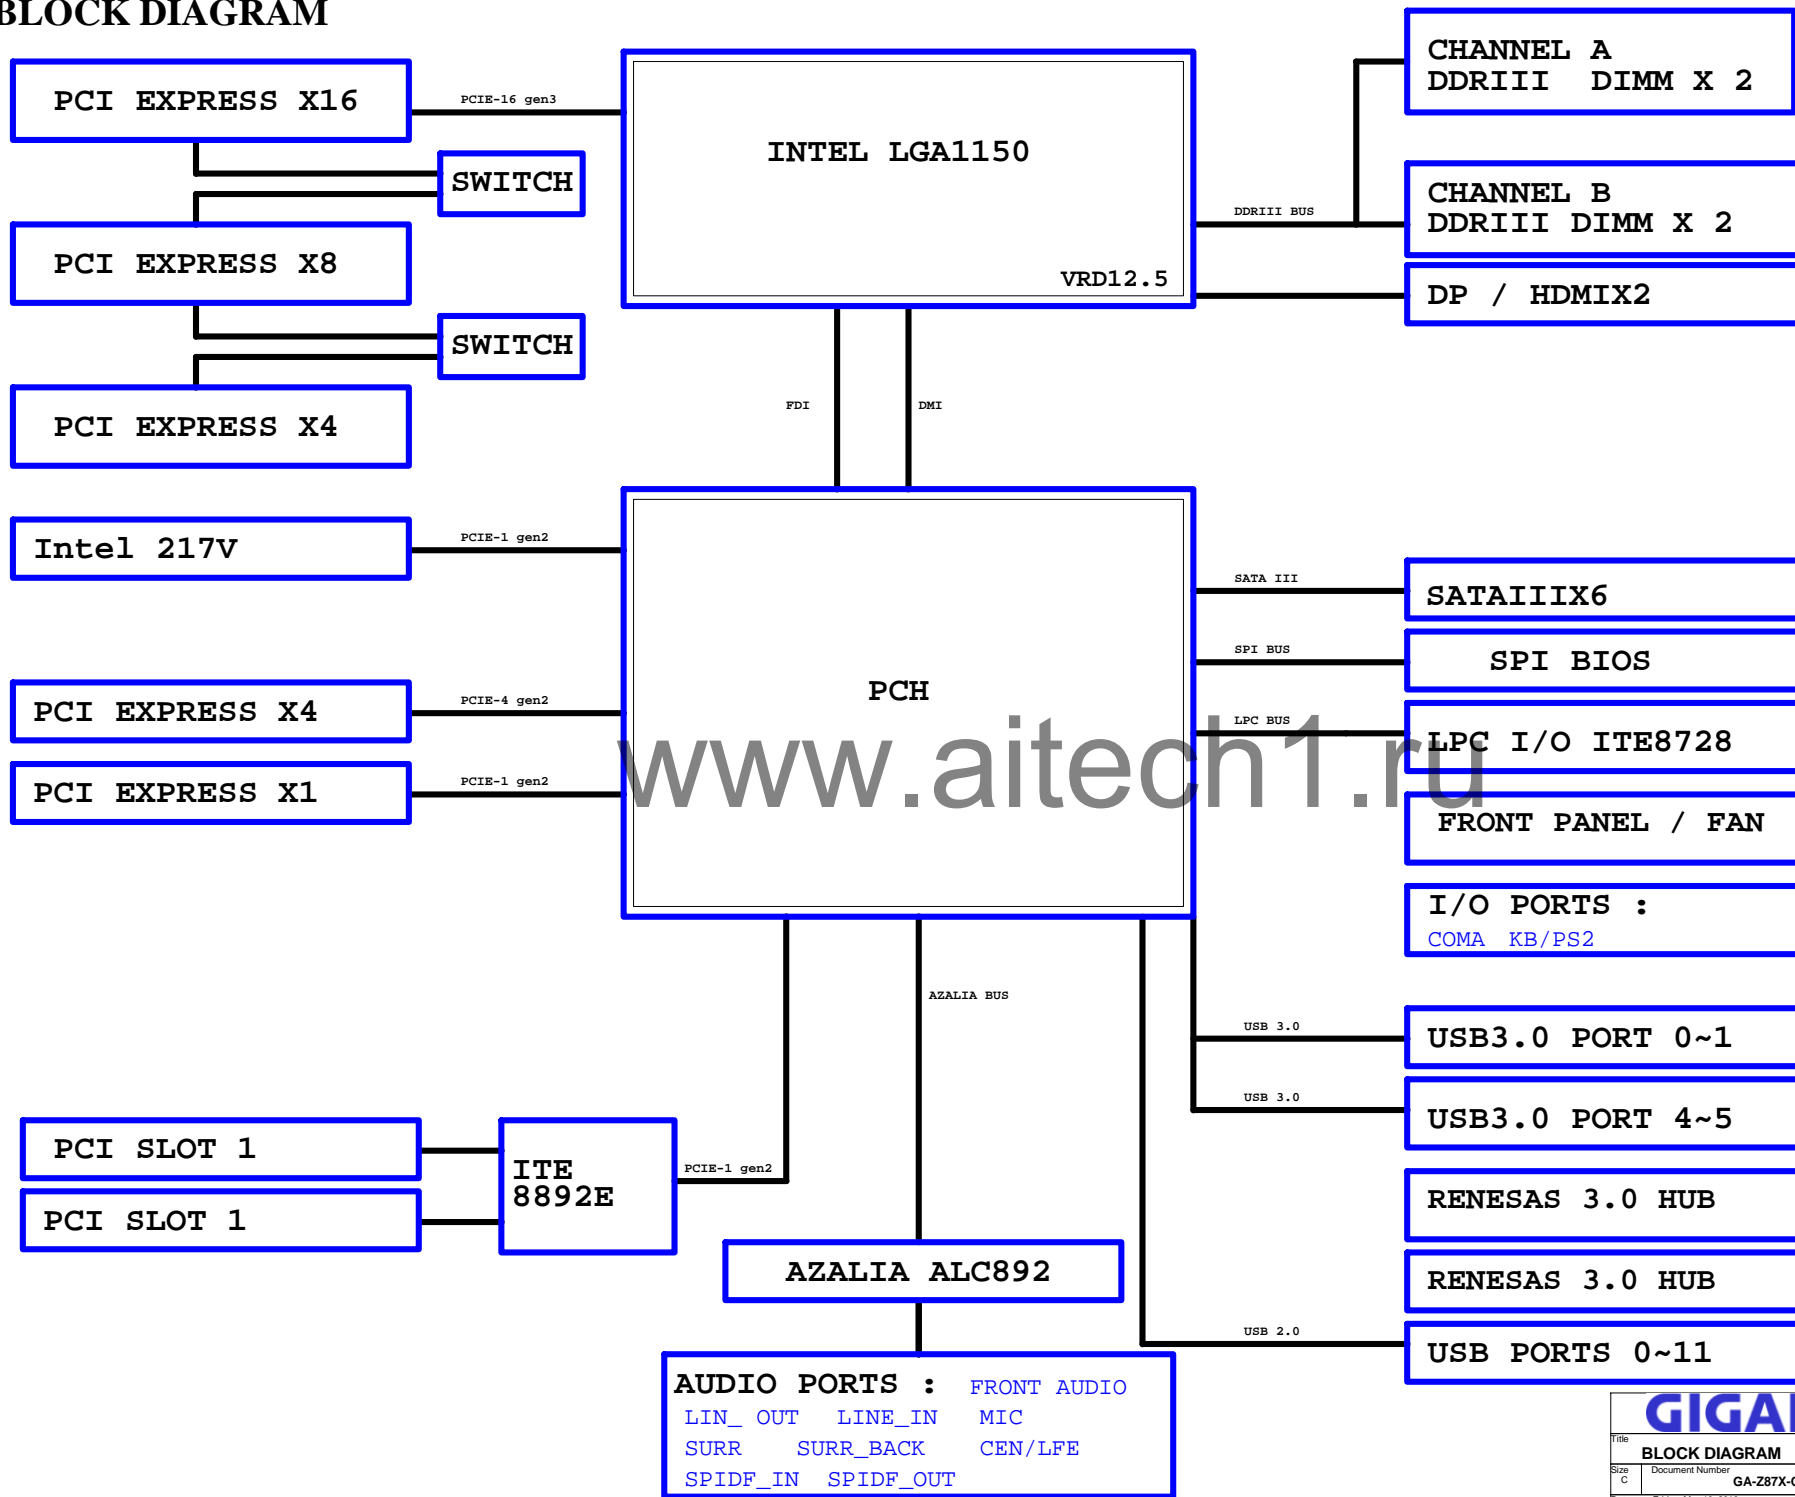 BLOCK DIAGRAM
PCI EXPRESS X16
PCIE-16 gen3
SWITCH
PCI EXPRESS X8
SWITCH
PCI EXPRESS X4
INTEL LGA1150
VRD12.5
CHANNEL A
DDRIII DIMM X 2
DDRIII BUS
CHANNEL B
DDRIII DIMM X 2
DP / HDMIX2
FDI
DMI
Intel 217V
PCIE-1 gen2
PCI EXPRESS X4
PCIE-4 gen2
PCI EXPRESS X1
PCIE-1 gen2
PCH
www.aitech1.ru
SATA III
SATAIIIX6
SPI BUS
SPI BIOS
LPC BUS
LPC I/O ITE8728
FRONT PANEL / FAN
I/O PORTS :
COMA KB/PS2
AZALIA BUS
USB 3.0
USB3.0 PORT 0~1
USB 3.0
USB3.0 PORT 4~5
RENESAS 3.0 HUB
RENESAS 3.0 HUB
USB 2.0
USB PORTS 0~11
PCI SLOT 1
PCI SLOT 1
ITE
8892E
PCIE-1 gen2
AZALIA ALC892
AUDIO PORTS : FRONT AUDIO
LIN_ OUT LINE_IN MIC
SURR SURR_BACK CEN/LFE
SPIDF_IN SPIDF_OUT
Title
BLOCK DIAGRAM
Size
C
Document Number